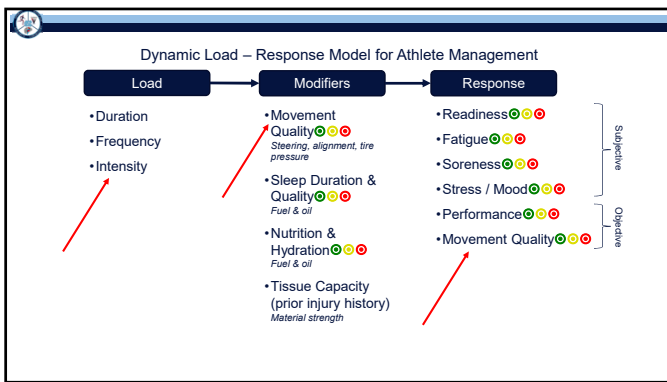 Dynamic Load – Response Model for Athlete Management
Load
Modifiers
Response
•Duration
•Frequency
•Intensity
•Movement
Quality
Steering, alignment, tire
pressure
•Sleep Duration &
Quality
Fuel & oil
•Nutrition &
Hydration
Fuel & oil
•Tissue Capacity
(prior injury history)
Material strength
•Readiness
•Fatigue
•Soreness
•Stress / Mood
•Performance
•Movement Quality
Subjective
Objective